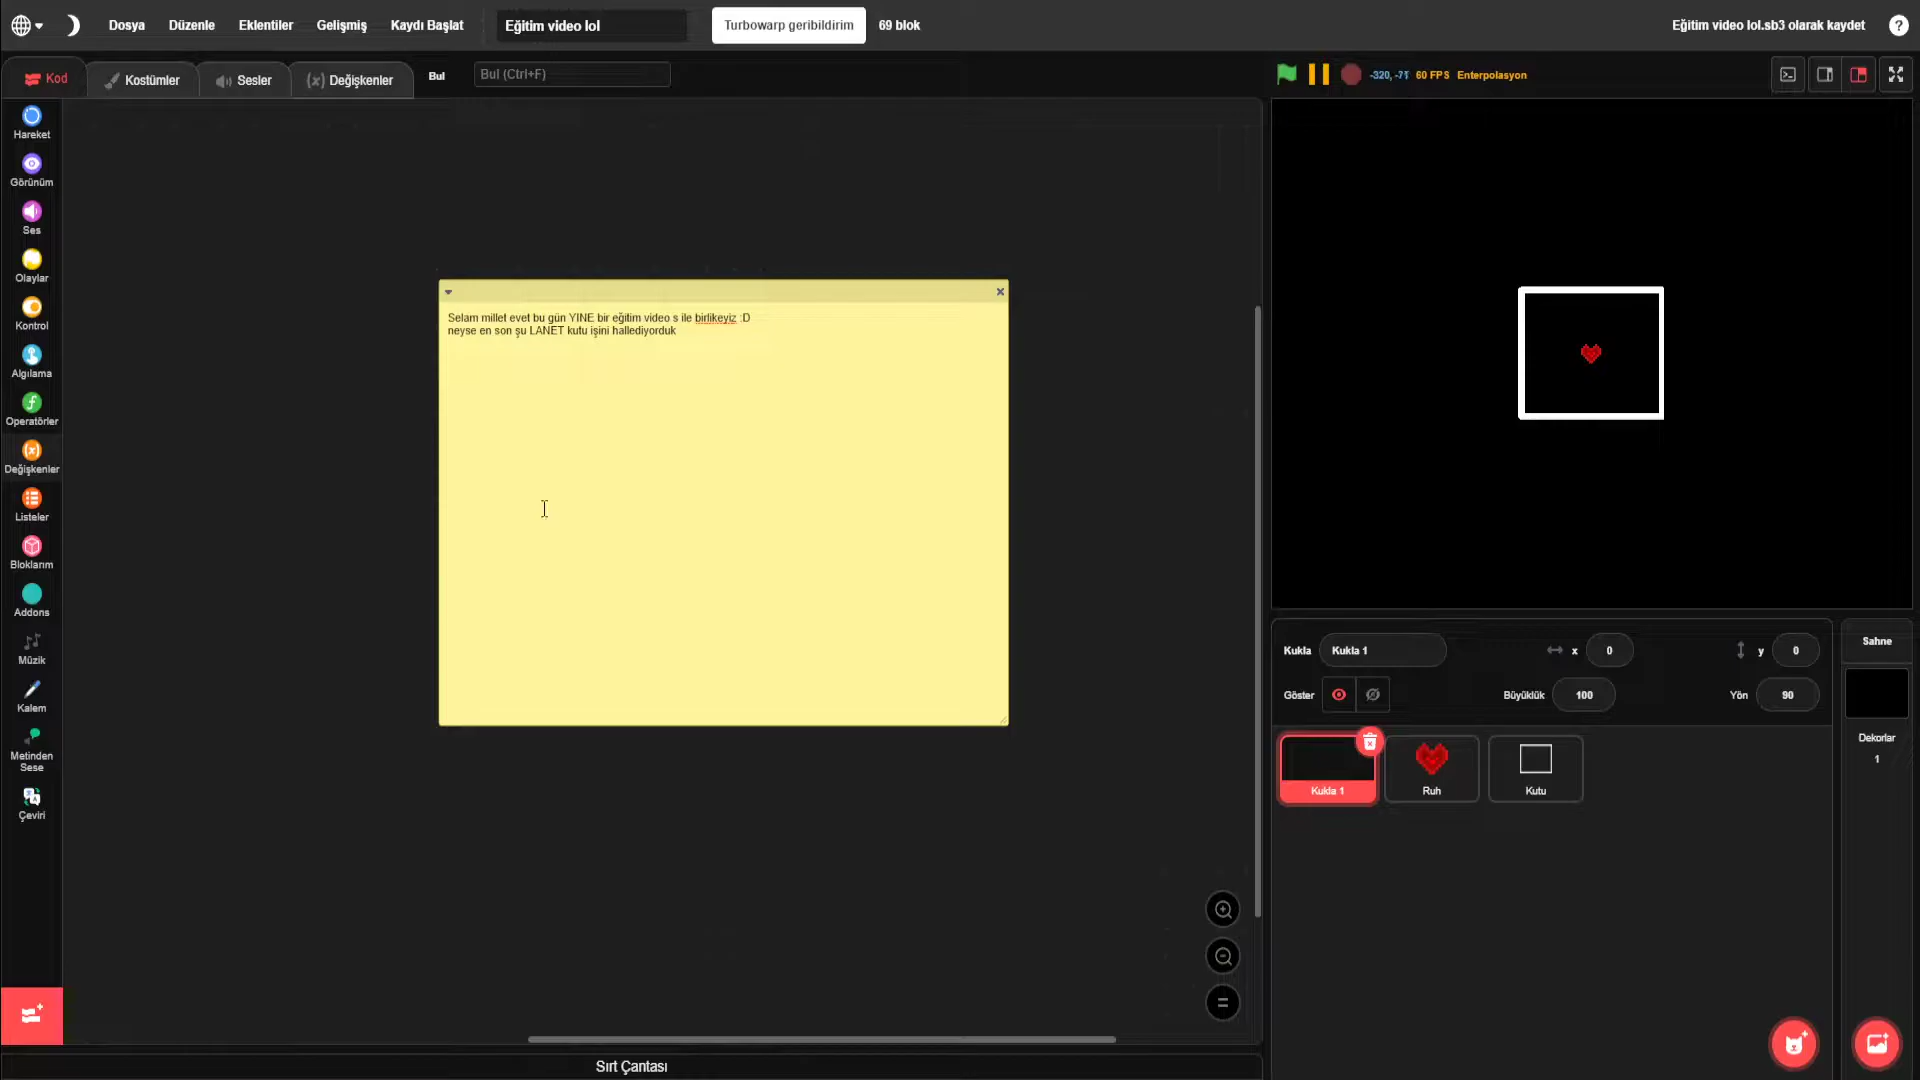 Dosya Düzenle Eklentiler Gelişmiş Kaydı Başlat Eğitim video lol Turbowarp geribildirim 69 blok Eğitim video lol.sb3 olarak kaydet ?
Kod Kostümler Sesler Değişkenler Bul Bul (Ctrl+F) -320, -71 60 FPS Enterpolasyon
Hareket
Görünüm
Ses
Olaylar
Kontrol
Algılama
Operatörler
Değişkenler
Listeler
Bloklarım
Addons
Müzik
Kalem
Metinden
Sese
Çeviri
Selam millet evet bu gün YINE bir eğitim video s ile birlikeyiz :D
neyse en son şu LANET kutu işini hallediyorduk
Kukla Kukla 1 x 0 y 0
Göster Büyüklük 100 Yön 90
Kukla 1 Ruh Kutu
Sahne
Dekorlar
1
Sırt Çantası